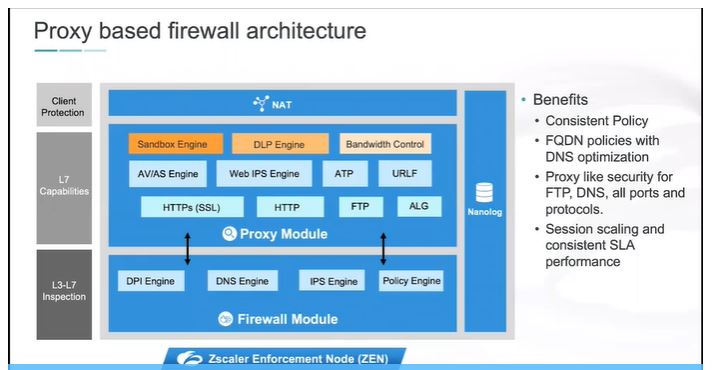 Proxy based firewall architecture
Client
Protection
NAT
L7
Capabilities
Sandbox Engine
DLP Engine
Bandwidth Control
AV/AS Engine
Web IPS Engine
ATP
URLF
HTTPs (SSL)
HTTP
FTP
ALG
Proxy Module
L3-L7
Inspection
DPI Engine
DNS Engine
IPS Engine
Policy Engine
Firewall Module
Nanolog
Zscaler Enforcement Node (ZEN)
• Benefits
• Consistent Policy
• FQDN policies with
DNS optimization
• Proxy like security for
FTP, DNS, all ports and
protocols.
• Session scaling and
consistent SLA
performance